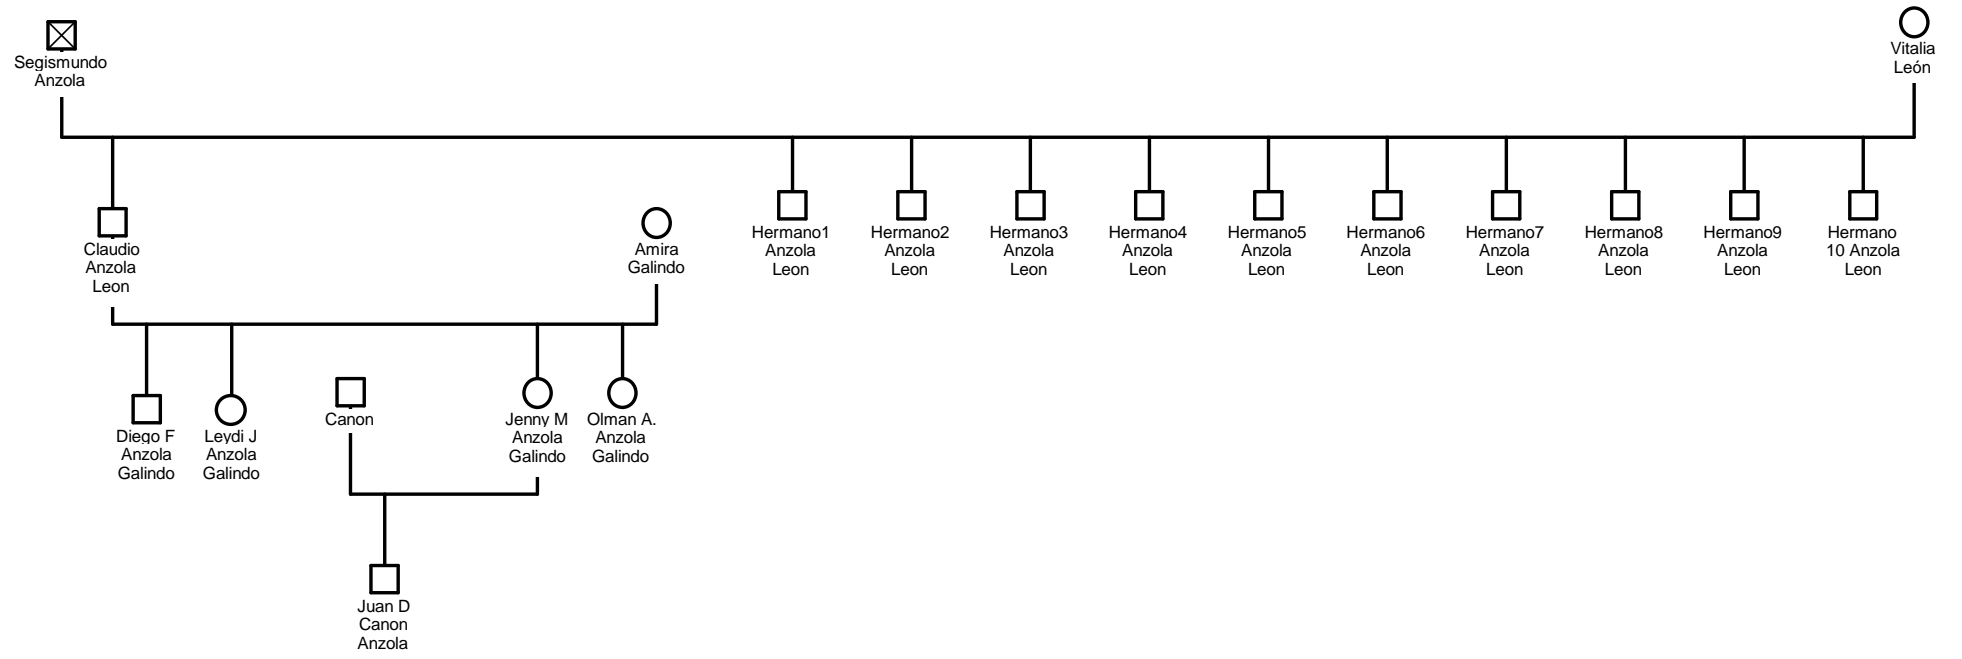 Segismundo
Anzola
Vitalia
León
Claudio
Anzola
Leon
Amira
Galindo
Hermano1
Anzola
Leon
Hermano2
Anzola
Leon
Hermano3
Anzola
Leon
Hermano4
Anzola
Leon
Hermano5
Anzola
Leon
Hermano6
Anzola
Leon
Hermano7
Anzola
Leon
Hermano8
Anzola
Leon
Hermano9
Anzola
Leon
Hermano
10 Anzola
Leon
Diego F
Anzola
Galindo
Leydi J
Anzola
Galindo
Canon
Jenny M
Anzola
Galindo
Olman A.
Anzola
Galindo
Juan D
Canon
Anzola